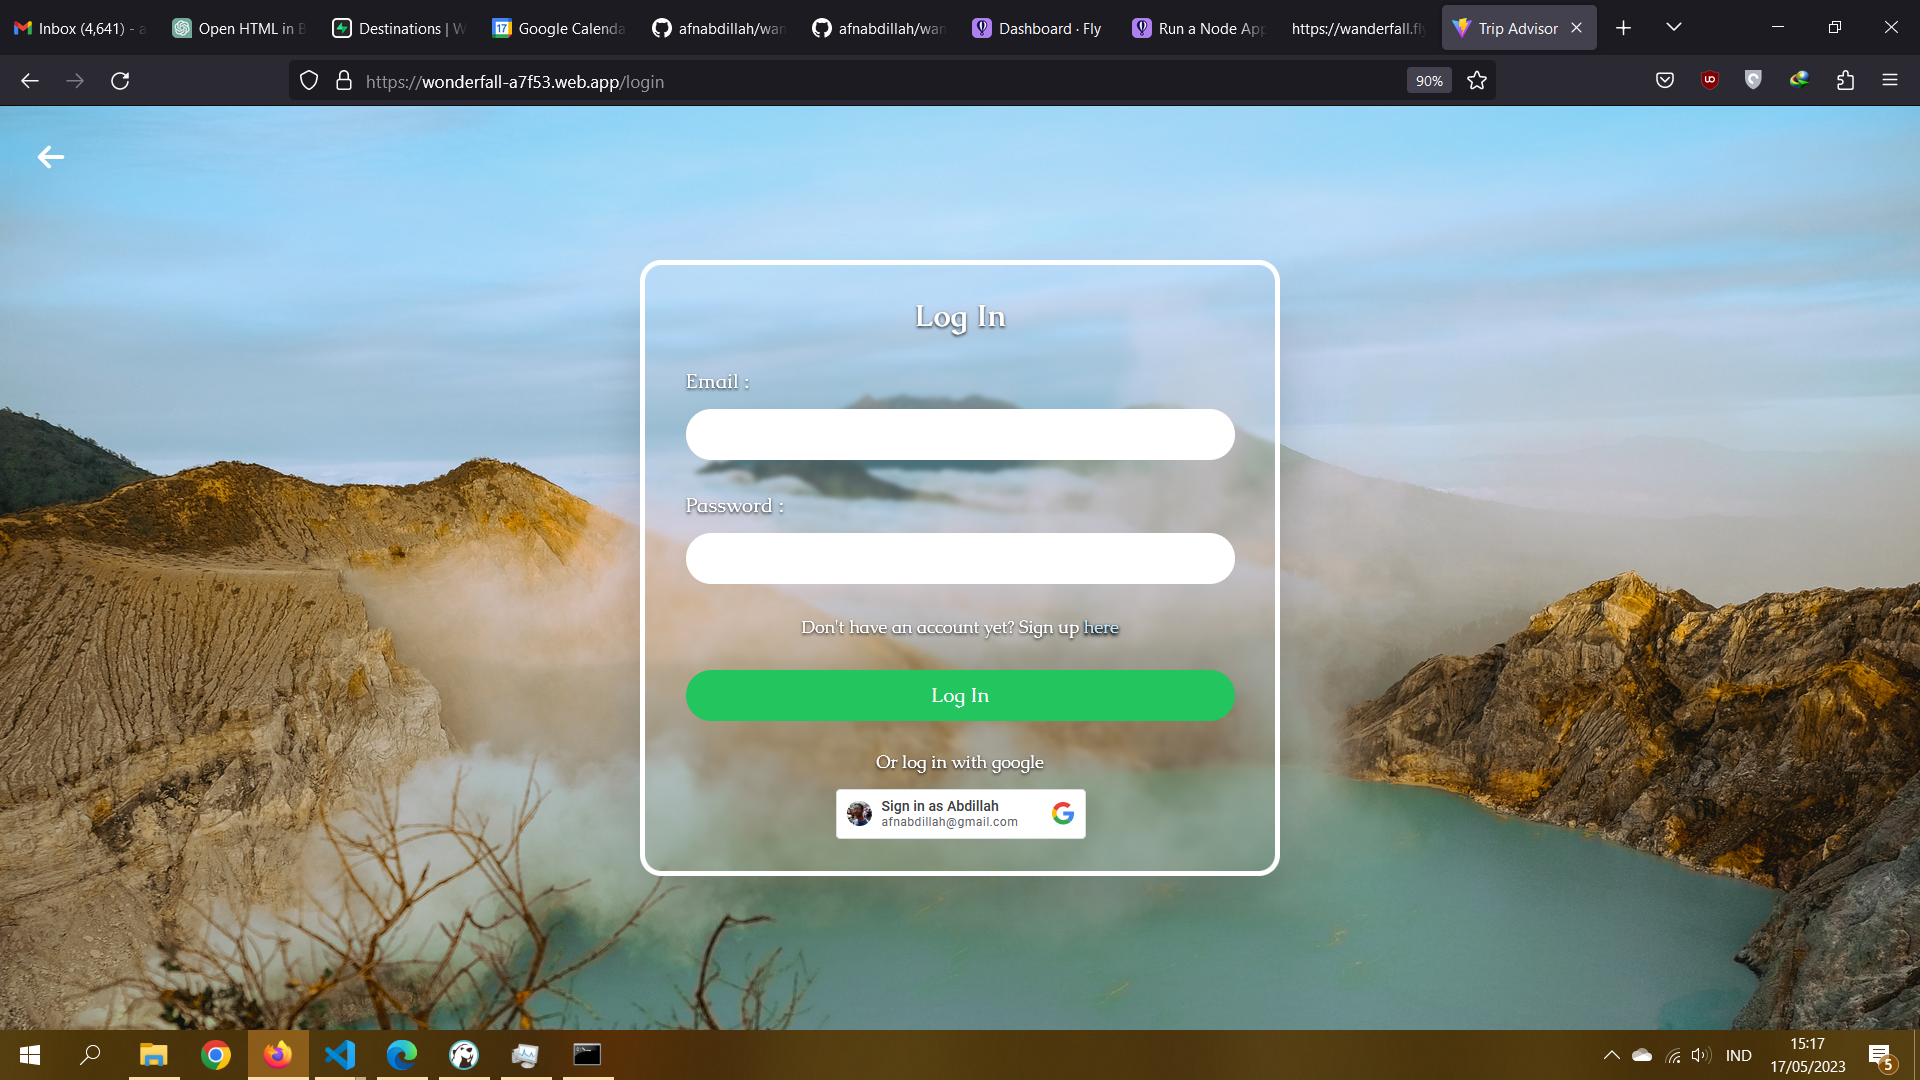 Inbox (4,641) - a
Open HTML in B
Destinations | W
Google Calenda
afnabdillah/wan
afnabdillah/wan
Dashboard · Fly
Run a Node App
https://wanderfall.fly
Trip Advisor
https://wonderfall-a7f53.web.app/login
90%
Log In
Email :
Password :
Don't have an account yet? Sign up here
Log In
Or log in with google
Sign in as Abdillah
afnabdillah@gmail.com
IND
15:17
17/05/2023
5